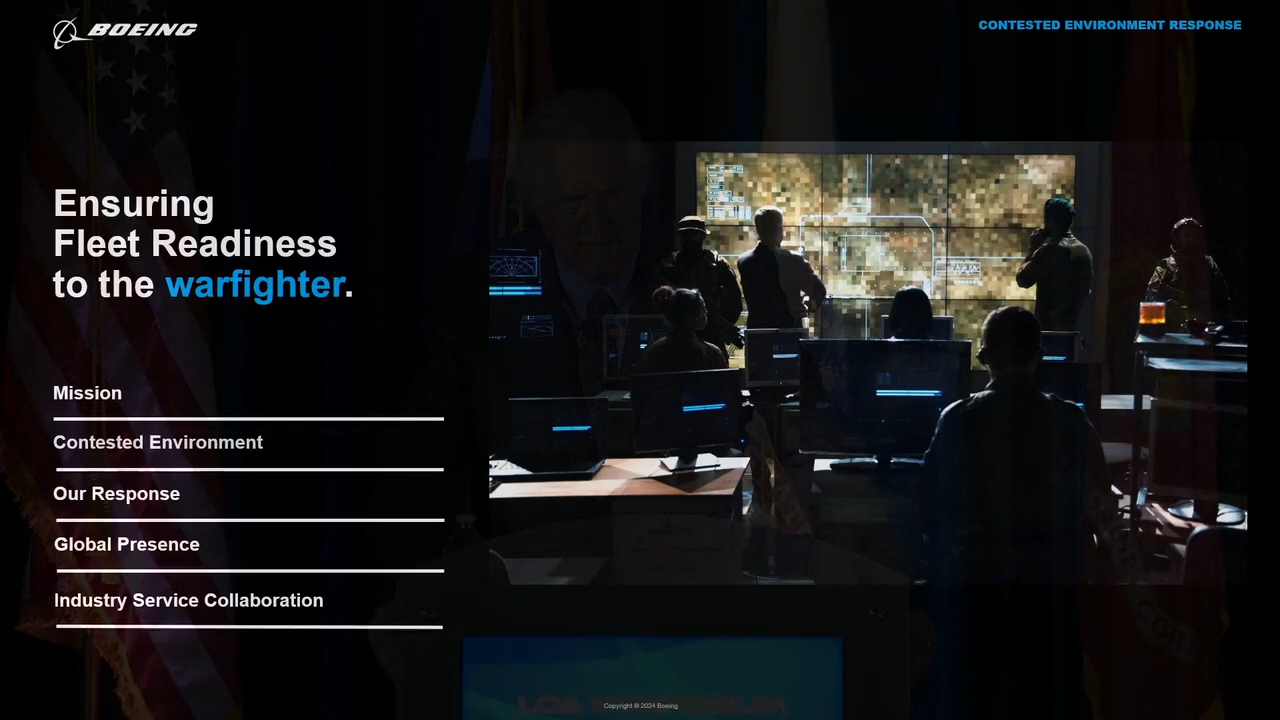 BOEING
CONTESTED ENVIRONMENT RESPONSE
Ensuring
Fleet Readiness
to the warfighter.
Mission
Contested Environment
Our Response
Global Presence
Industry Service Collaboration
Copyright © 2024 Boeing